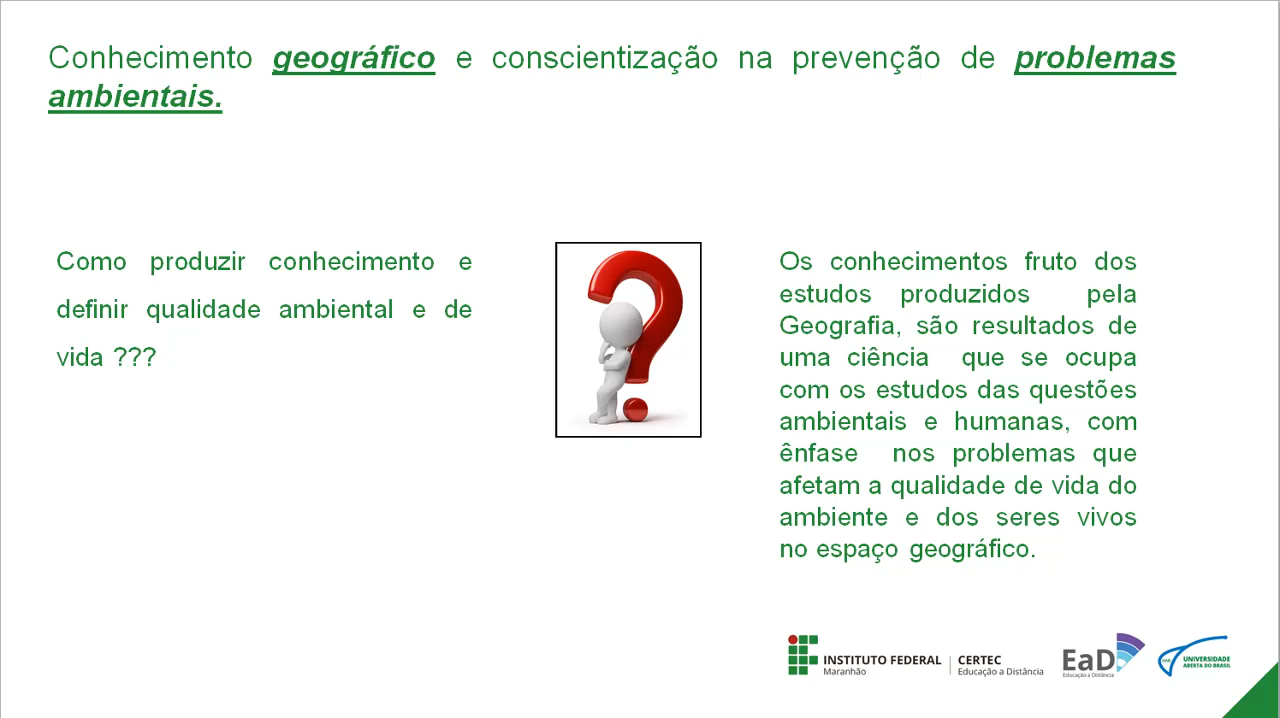 Conhecimento geográfico e conscientização na prevenção de problemas
ambientais.
Como produzir conhecimento e
definir qualidade ambiental e de
vida ???
Os conhecimentos fruto dos
estudos produzidos pela
Geografia, são resultados de
uma ciência que se ocupa
com os estudos das questões
ambientais e humanas, com
ênfase nos problemas que
afetam a qualidade de vida do
ambiente e dos seres vivos
no espaço geográfico.
INSTITUTO FEDERAL
Maranhão
CERTEC
Educação a Distância
EaD
Educação a Distância
UAB
UNIVERSIDADE
ABERTA DO BRASIL